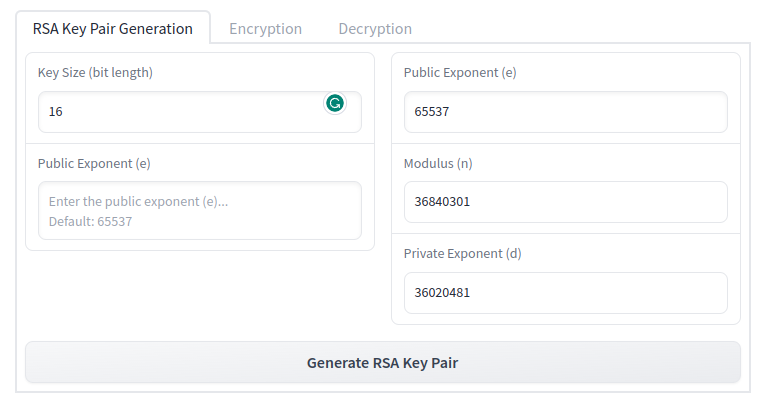 RSA Key Pair Generation
Encryption
Decryption
Key Size (bit length)
16
Public Exponent (e)
Enter the public exponent (e)...
Default: 65537
Public Exponent (e)
65537
Modulus (n)
36840301
Private Exponent (d)
36020481
Generate RSA Key Pair